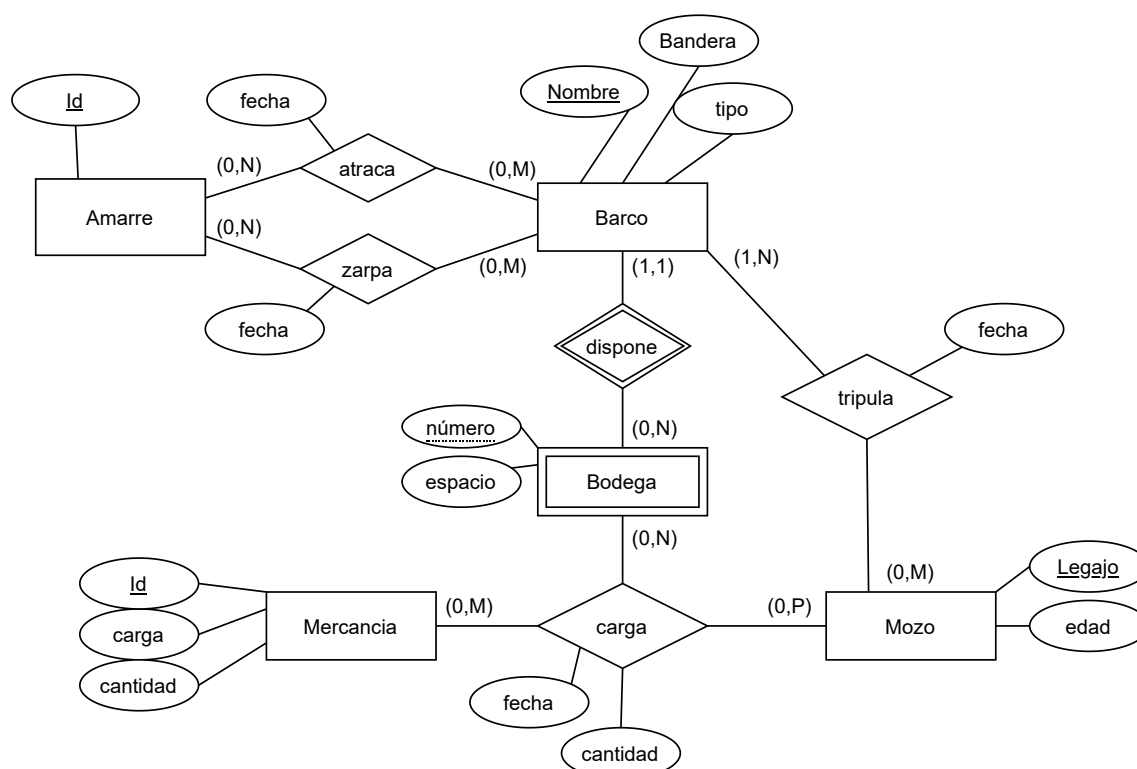 Bandera
Id
fecha
Nombre
tipo
(0,N)
atraca
(0,M)
Amarre
Barco
(0,N)
zarpa
(0,M)
(1,1)
(1,N)
fecha
dispone
fecha
tripula
número
(0,N)
espacio
Bodega
(0,N)
Id
(0,M)
Legajo
(0,M)
(0,P)
carga
Mercancia
carga
Mozo
edad
cantidad
fecha
cantidad